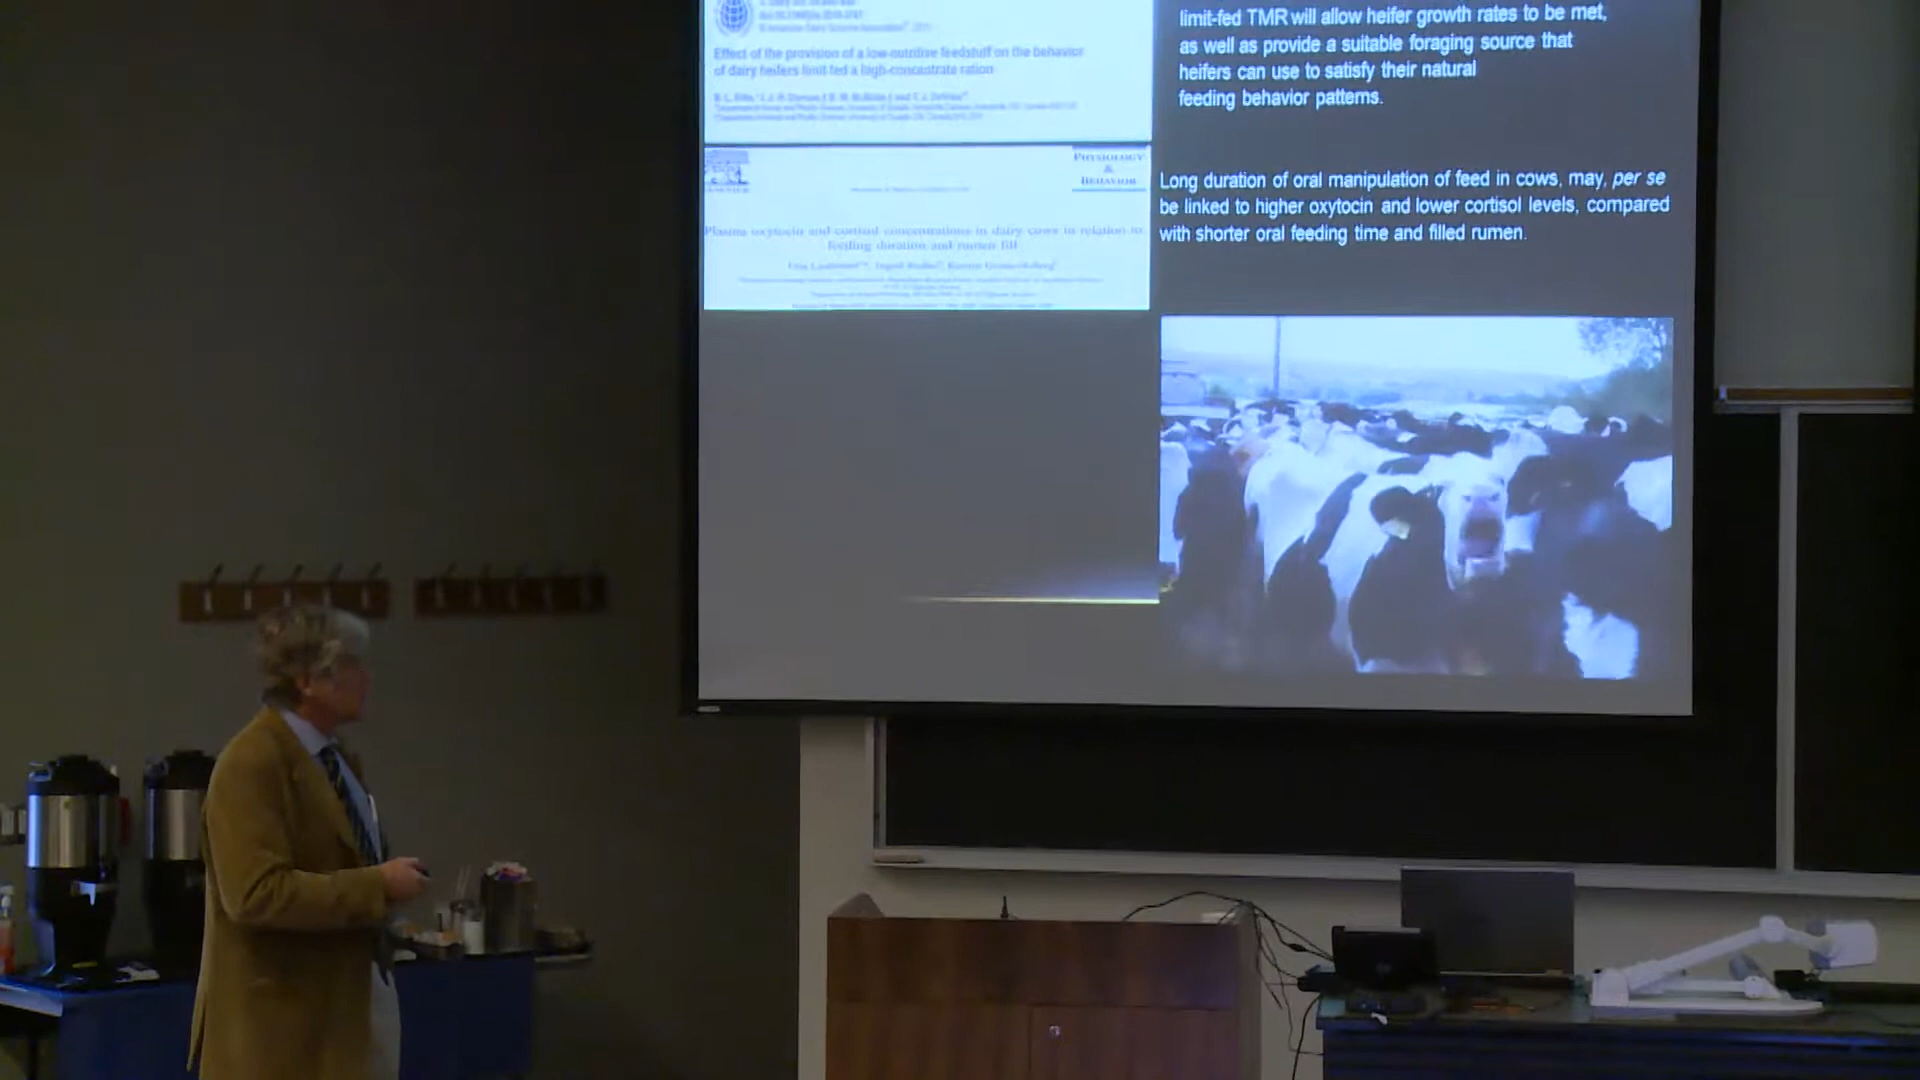 Effect of the provision of a low-nutritive feedstuff on the behavior
of dairy heifers limit fed a high-concentrate ration
PHYSIOLOGY
&
BEHAVIOR
Plasma oxytocin and cortisol concentrations in dairy cows in relation to
feeding duration and rumen fill
limit-fed TMR will allow heifer growth rates to be met,
as well as provide a suitable foraging source that
heifers can use to satisfy their natural
feeding behavior patterns.
Long duration of oral manipulation of feed in cows, may, per se
be linked to higher oxytocin and lower cortisol levels, compared
with shorter oral feeding time and filled rumen.